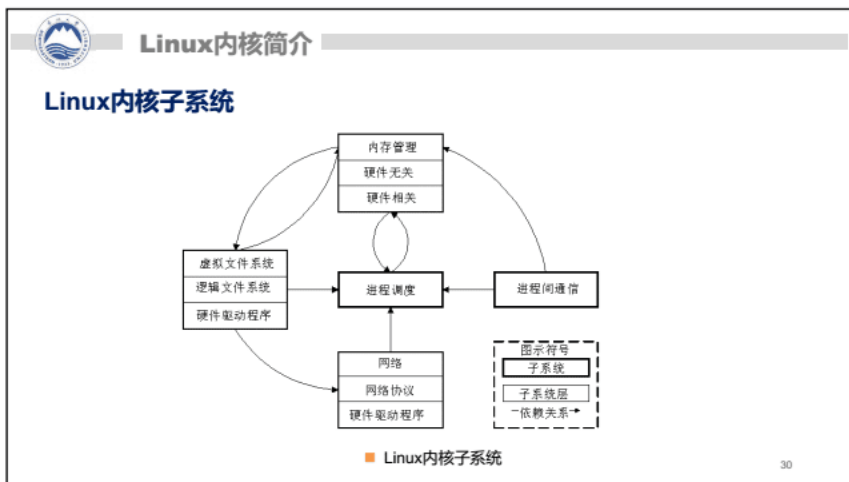 Linux内核简介
Linux内核子系统
内存管理
硬件无关
硬件相关
虚拟文件系统
逻辑文件系统
硬件驱动程序
进程调度
进程间通信
网络
网络协议
硬件驱动程序
图示符号
子系统
子系统层
依赖关系
Linux内核子系统
30